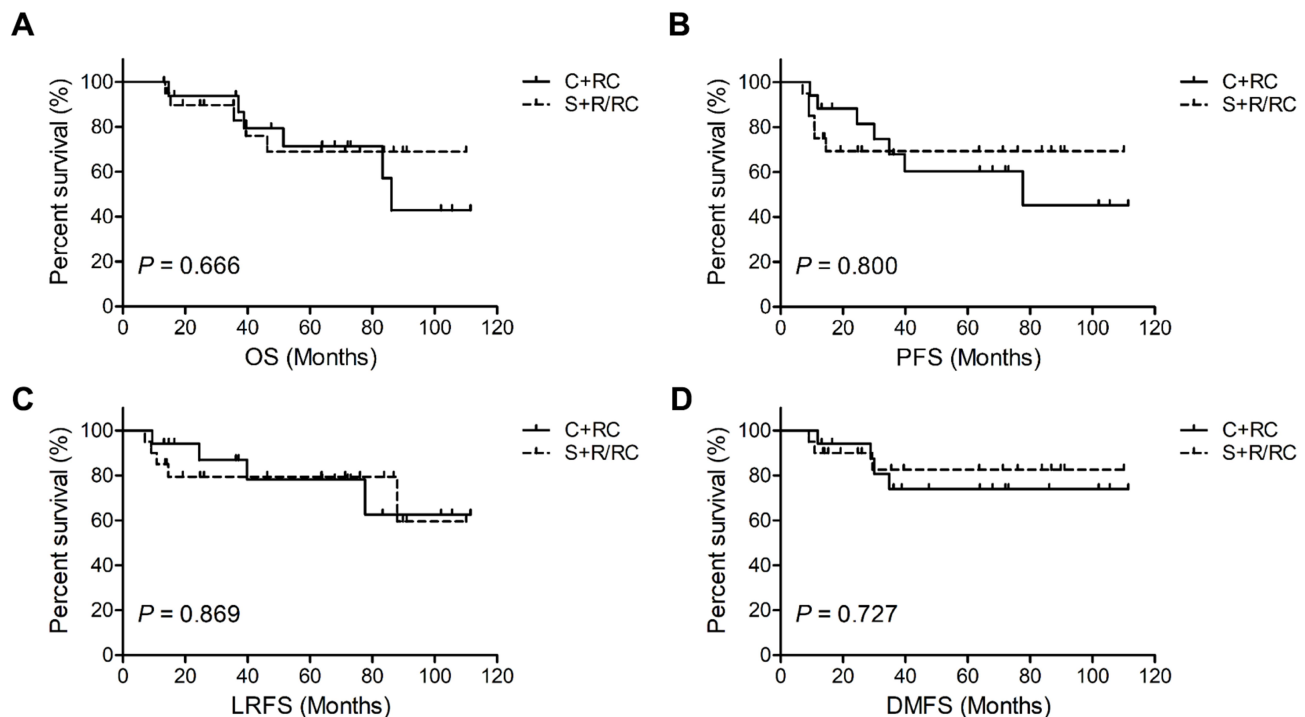 A
Percent survival (%)
100
80
60
40
20
0
0 20 40 60 80 100 120
OS (Months)
P = 0.666
C+RC
S+R/RC
B
Percent survival (%)
100
80
60
40
20
0
0 20 40 60 80 100 120
PFS (Months)
P = 0.800
C+RC
S+R/RC
C
Percent survival (%)
100
80
60
40
20
0
0 20 40 60 80 100 120
LRFS (Months)
P = 0.869
C+RC
S+R/RC
D
Percent survival (%)
100
80
60
40
20
0
0 20 40 60 80 100 120
DMFS (Months)
P = 0.727
C+RC
S+R/RC